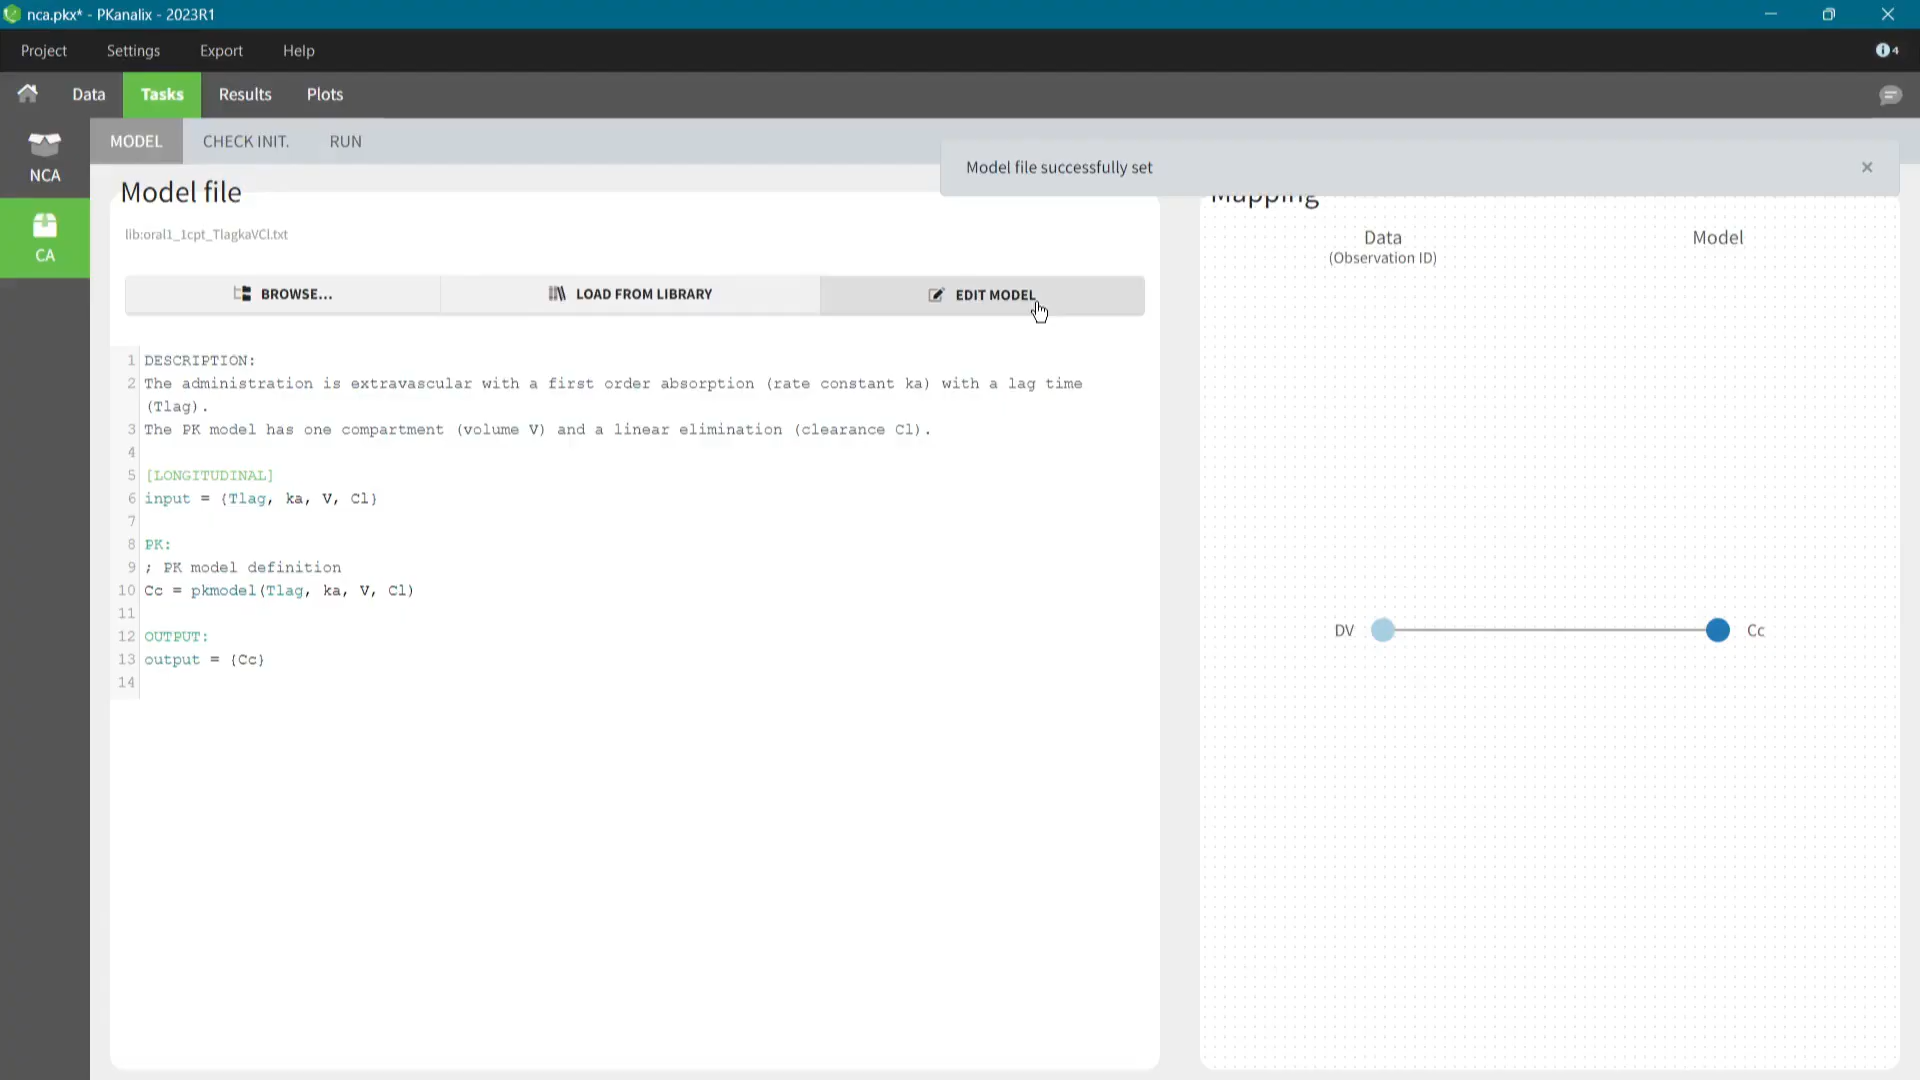 nca.pkx* - PKanalix - 2023R1
Project Settings Export Help
4
Data Tasks Results Plots
MODEL CHECK INIT. RUN
NCA
CA
Model file successfully set
Model file
lib:oral1_1cpt_TlagkaVCl.txt
BROWSE... LOAD FROM LIBRARY EDIT MODEL
1 DESCRIPTION:
2 The administration is extravascular with a first order absorption (rate constant ka) with a lag time
(Tlag).
3 The PK model has one compartment (volume V) and a linear elimination (clearance Cl).
4
5 [LONGITUDINAL]
6 input = {Tlag, ka, V, Cl}
7
8 PK:
9 ; PK model definition
10 Cc = pkmodel(Tlag, ka, V, Cl)
11
12 OUTPUT:
13 output = {Cc}
14
Mapping
Data Model
(Observation ID)
DV Cc